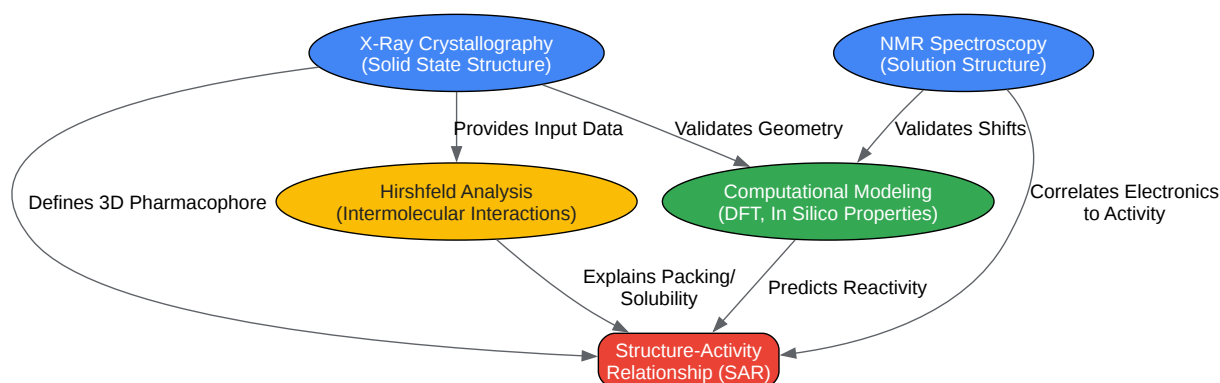 X-Ray Crystallography
(Solid State Structure)
NMR Spectroscopy
(Solution Structure)
Provides Input Data
Validates Geometry
Validates Shifts
Defines 3D Pharmacophore
Hirshfeld Analysis
(Intermolecular Interactions)
Computational Modeling
(DFT, In Silico Properties)
Correlates Electronics
to Activity
Explains Packing/
Solubility
Predicts Reactivity
Structure-Activity
Relationship (SAR)